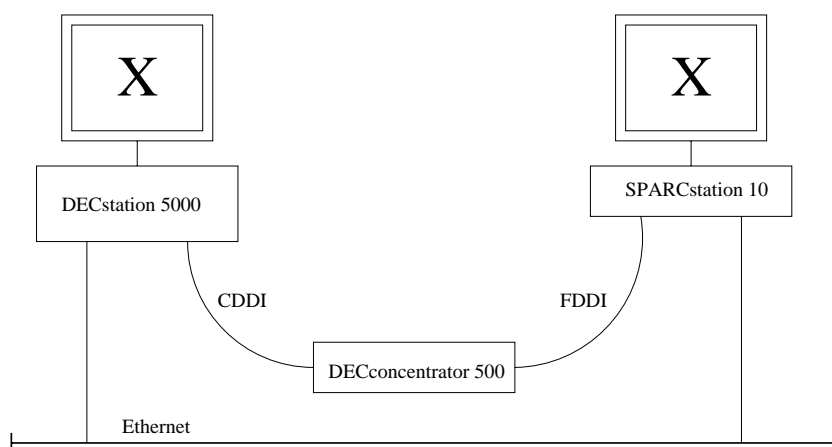 X
X
DECstation 5000
SPARCstation 10
CDDI
FDDI
DECconcentrator 500
Ethernet